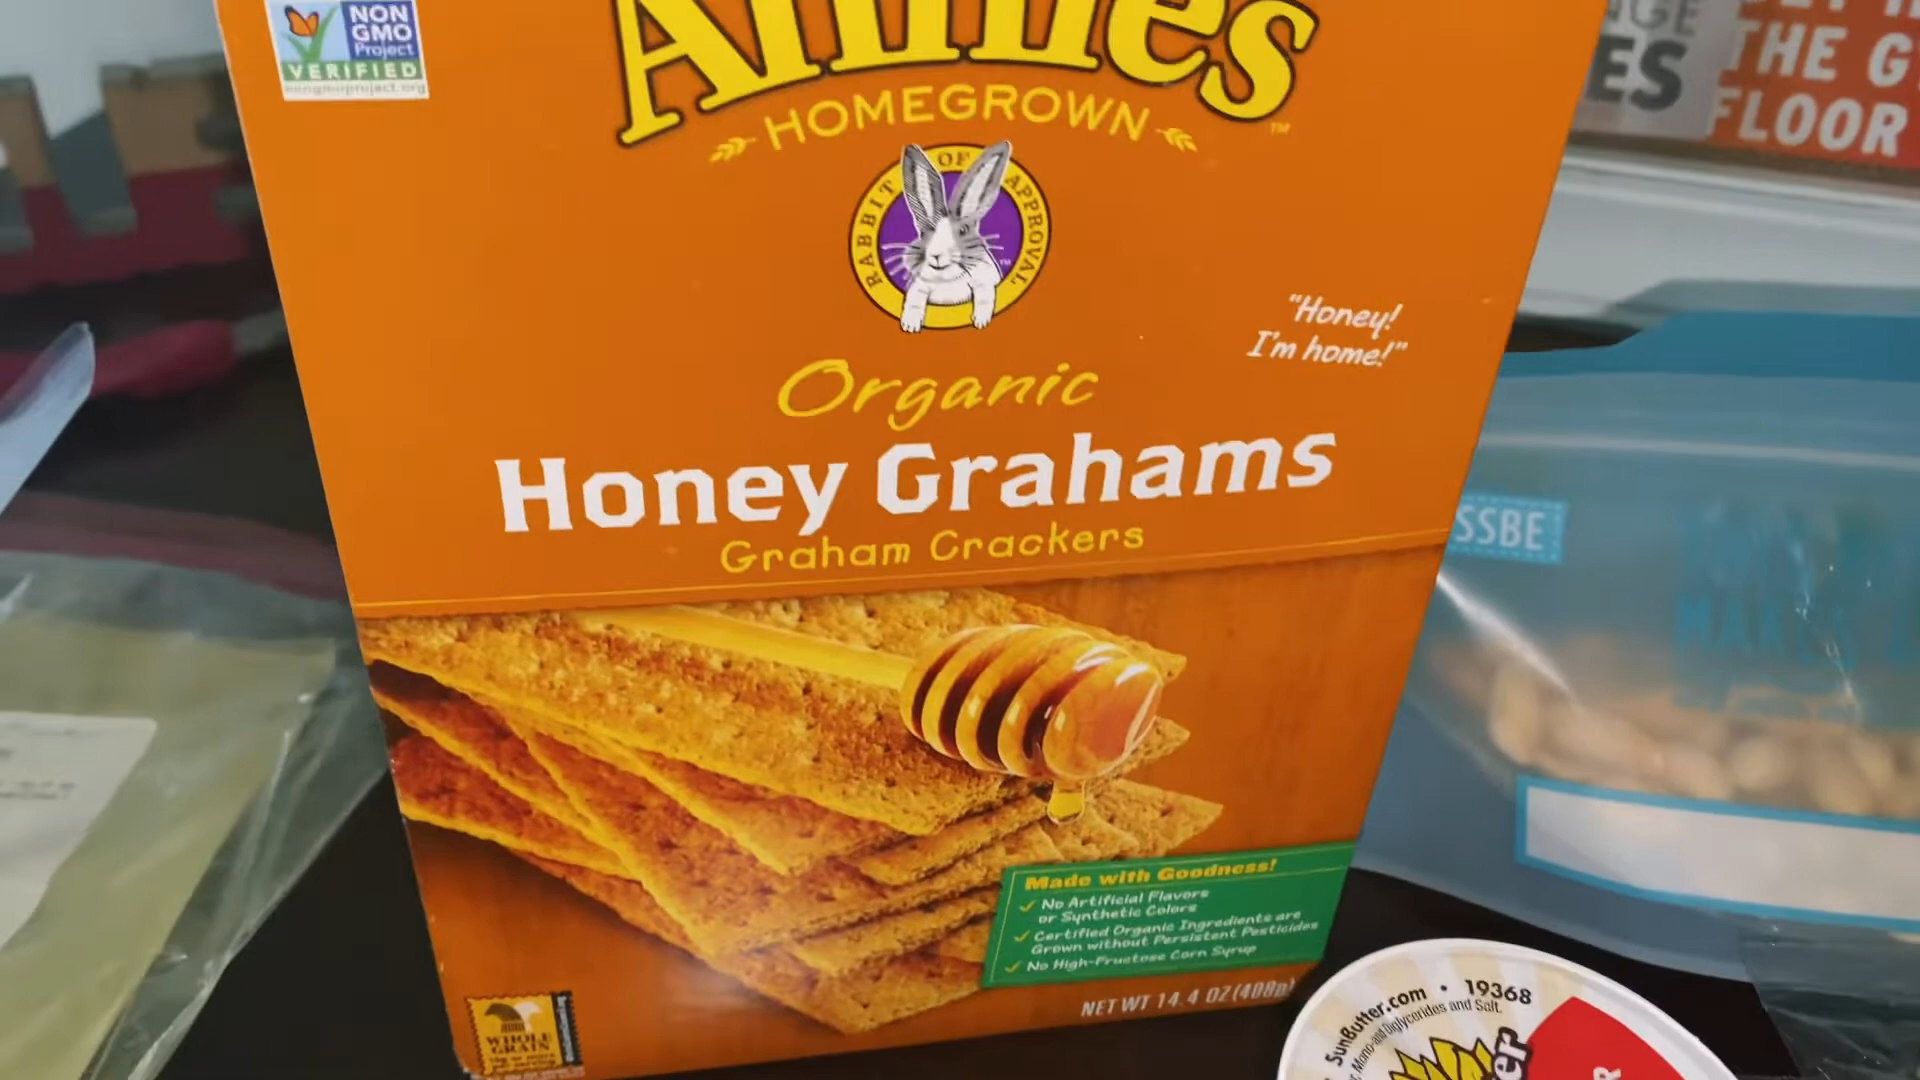 NON
GMO
Project
VERIFIED
nongmoproject.org
Annie's
HOMEGROWN
RABBIT OF APPROVAL
"Honey!
I'm home!"
Organic
Honey Grahams
Graham Crackers
Made with Goodness!
No Artificial Flavors
or Synthetic Colors
Certified Organic Ingredients are
Grown without Persistent Pesticides
No High-Fructose Corn Syrup
NET WT 14.4 OZ (408g)
WHOLE
GRAIN
THE G
FLOOR
ES
SSBE
SunButter.com • 19368
Mono-and Diglycerides and Salt.